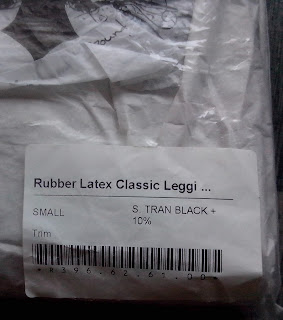 Rubber Latex Classic Leggi ...
SMALL S. TRAN BLACK +
10%
Trim